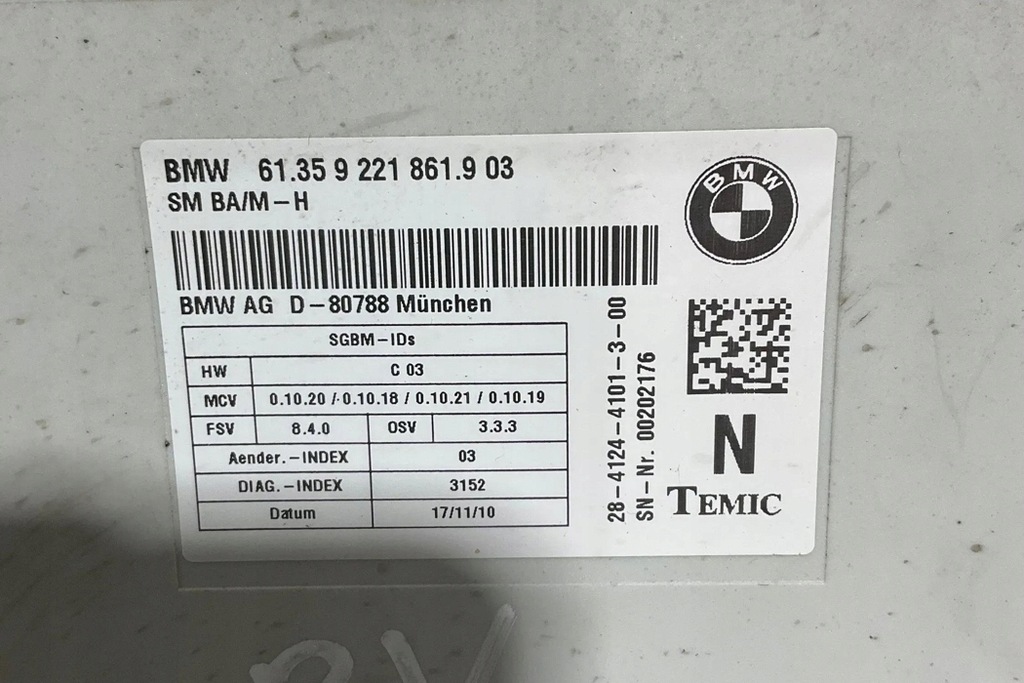 BMW 61.35 9 221 861.9 03
SM BA/M-H
BMW
BMW AG D-80788 München
SGBM-IDs
HW C 03
MCV 0.10.20 / 0.10.18 / 0.10.21 / 0.10.19
FSV 8.4.0 OSV 3.3.3
Aender.-INDEX 03
DIAG.-INDEX 3152
Datum 17/11/10
28-4124-4101-3-00
SN-Nr. 00202176
N
TEMIC